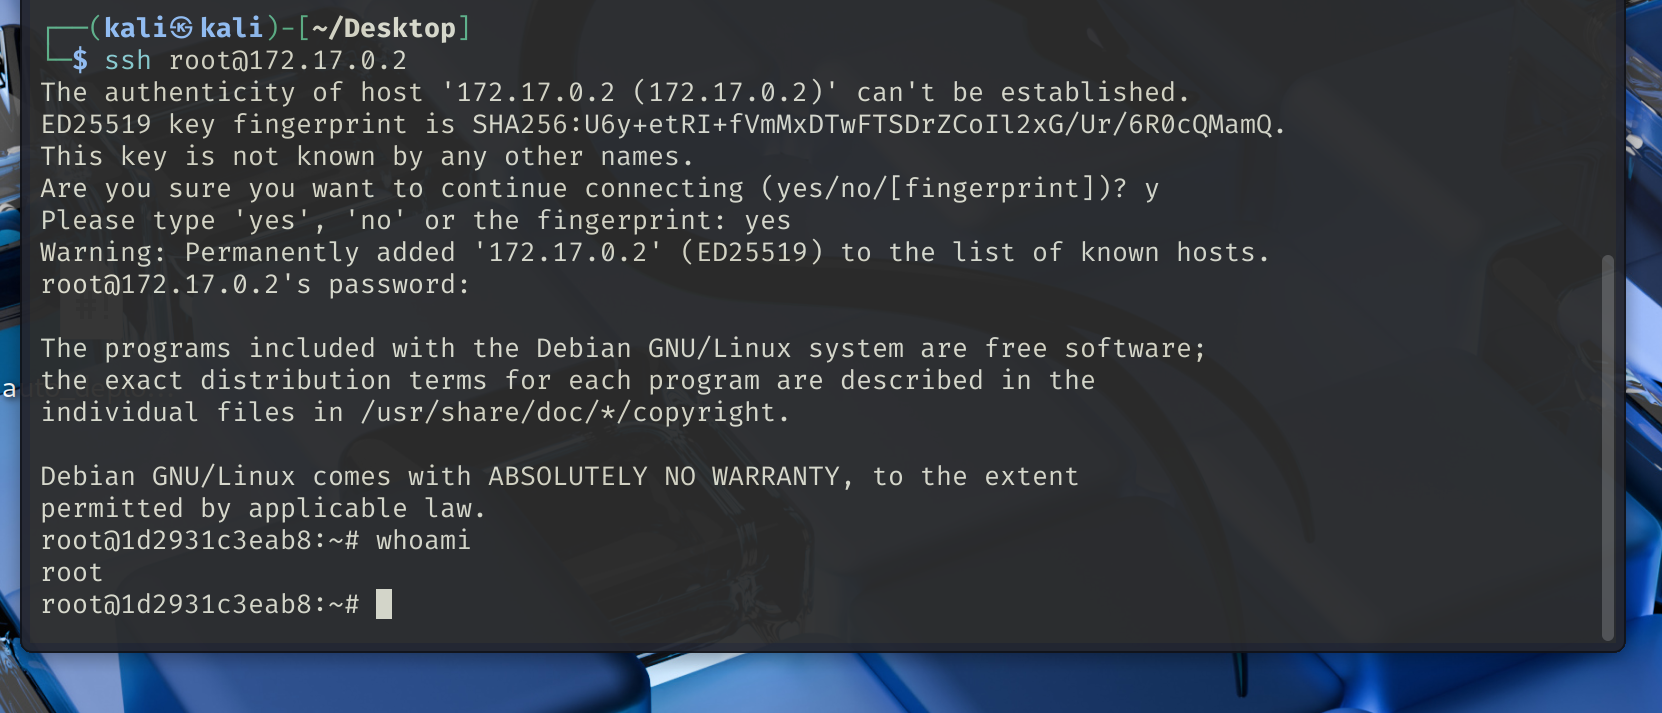 ┌──(kali㉿kali)-[~/Desktop]
└─$ ssh root@172.17.0.2
The authenticity of host '172.17.0.2 (172.17.0.2)' can't be established.
ED25519 key fingerprint is SHA256:U6y+etRI+fVmMxDTwFTSDrZCoIl2xG/Ur/6R0cQMamQ.
This key is not known by any other names.
Are you sure you want to continue connecting (yes/no/[fingerprint])? y
Please type 'yes', 'no' or the fingerprint: yes
Warning: Permanently added '172.17.0.2' (ED25519) to the list of known hosts.
root@172.17.0.2's password:
The programs included with the Debian GNU/Linux system are free software;
the exact distribution terms for each program are described in the
individual files in /usr/share/doc/*/copyright.
Debian GNU/Linux comes with ABSOLUTELY NO WARRANTY, to the extent
permitted by applicable law.
root@1d2931c3eab8:~# whoami
root
root@1d2931c3eab8:~#